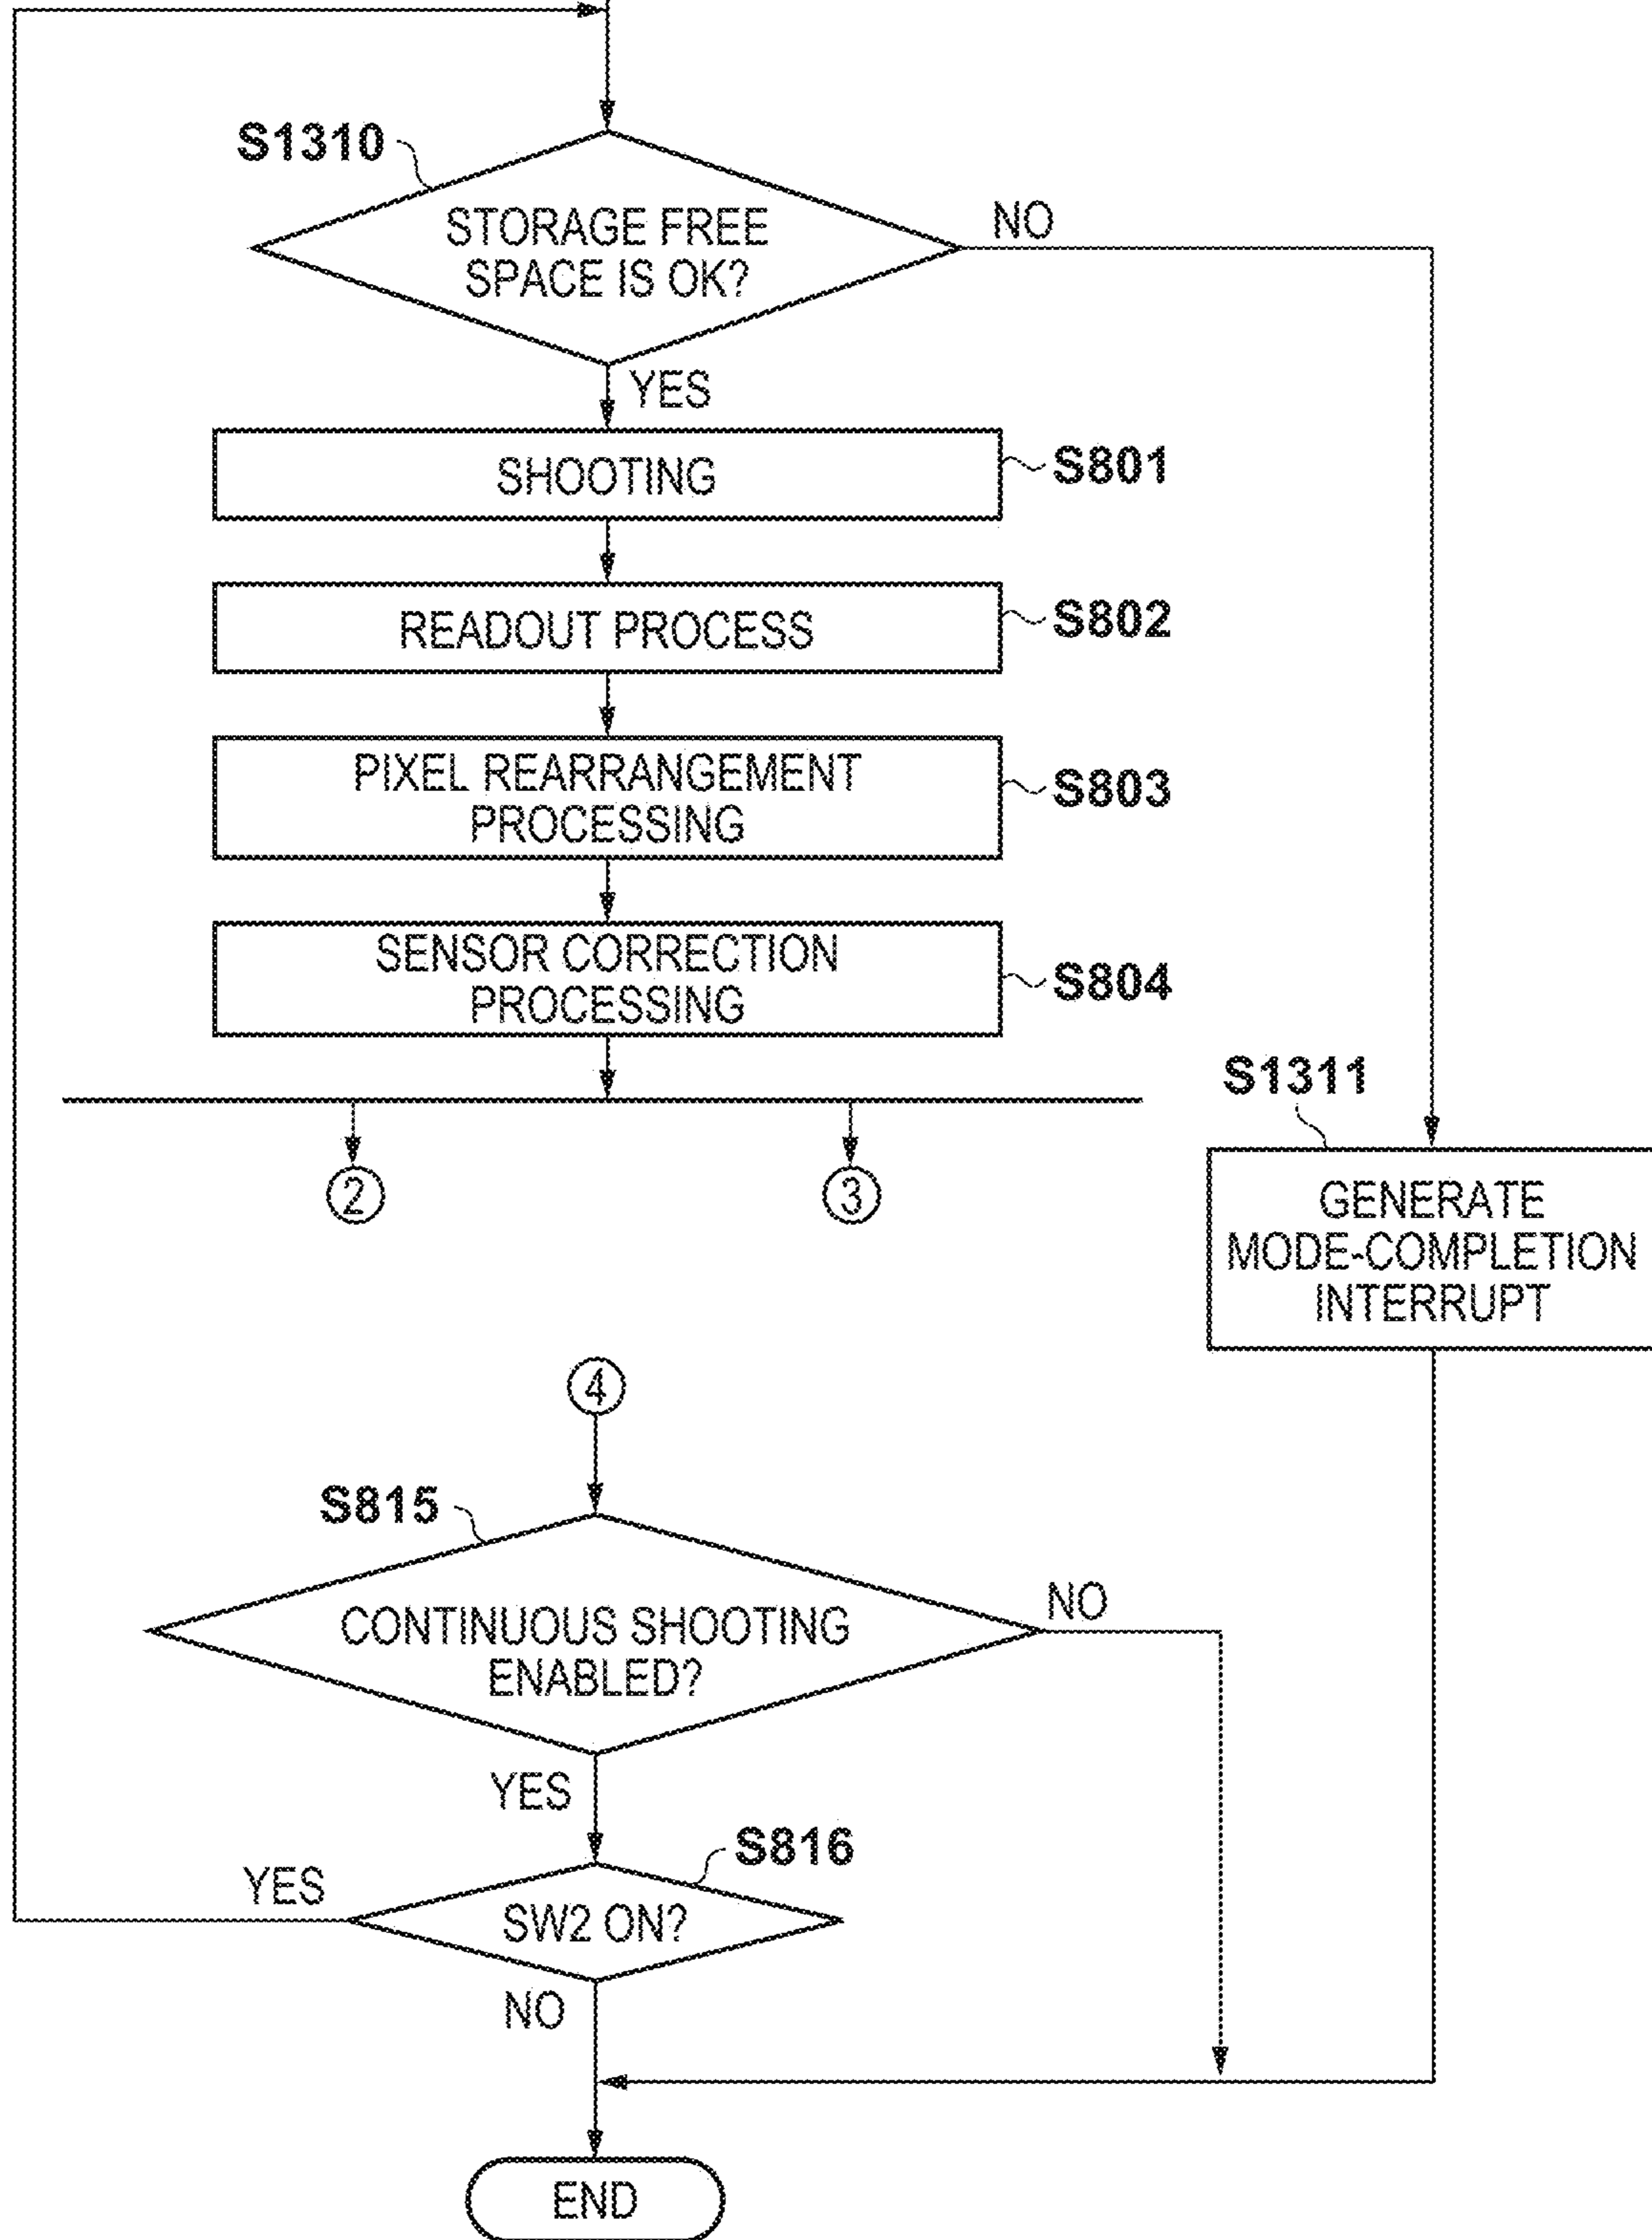 S1310
STORAGE FREE
SPACE IS OK?
NO
YES
SHOOTING
S801
READOUT PROCESS
S802
PIXEL REARRANGEMENT
PROCESSING
S803
SENSOR CORRECTION
PROCESSING
S804
2
3
S1311
GENERATE
MODE-COMPLETION
INTERRUPT
4
S815
CONTINUOUS SHOOTING
ENABLED?
NO
YES
S816
YES
SW2 ON?
NO
END